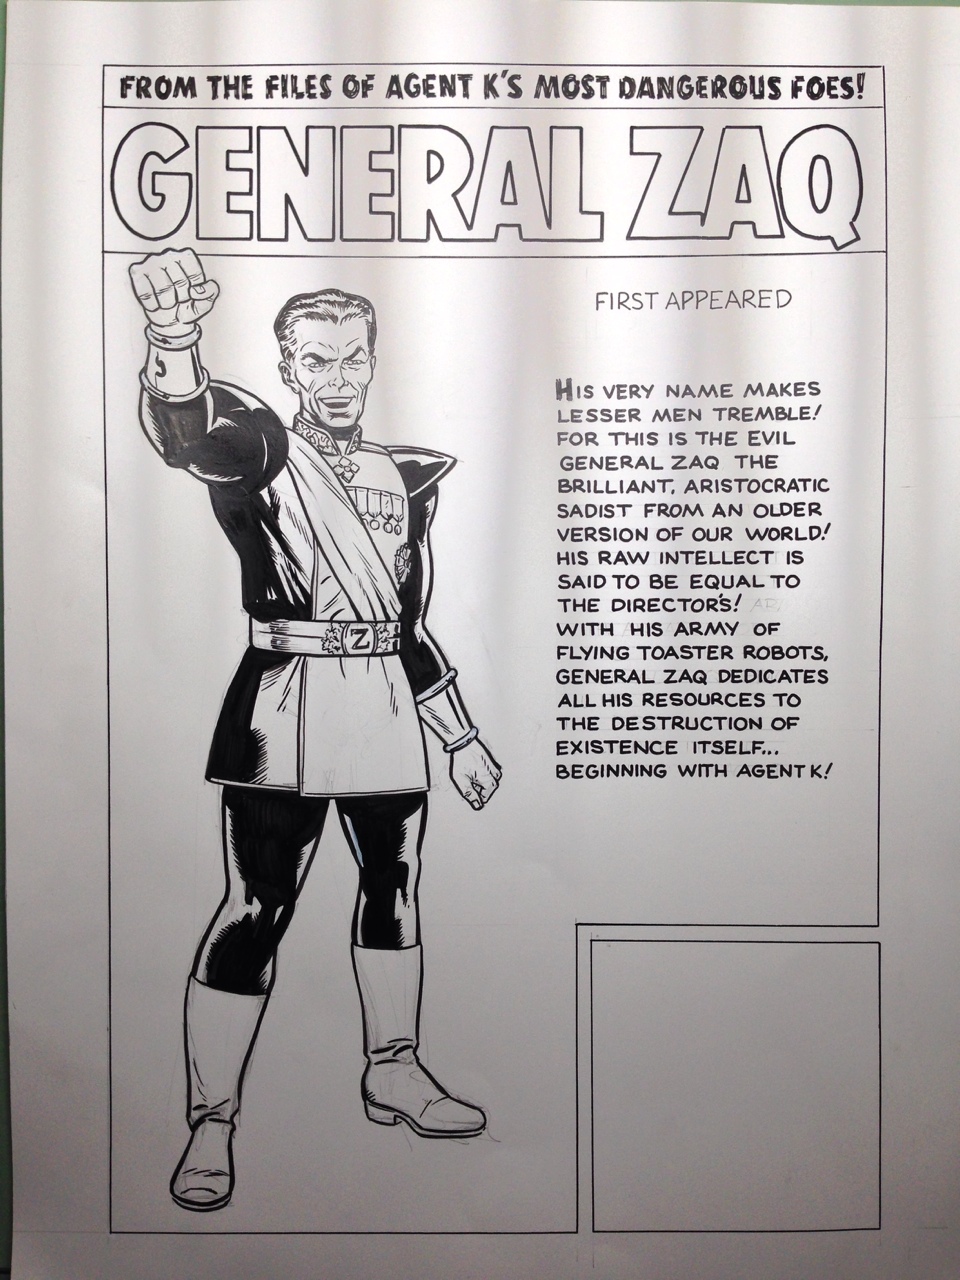 FROM THE FILES OF AGENT K'S MOST DANGEROUS FOES!
GENERAL ZAQ
FIRST APPEARED
HIS VERY NAME MAKES
LESSER MEN TREMBLE!
FOR THIS IS THE EVIL
GENERAL ZAQ THE
BRILLIANT, ARISTOCRATIC
SADIST FROM AN OLDER
VERSION OF OUR WORLD!
HIS RAW INTELLECT IS
SAID TO BE EQUAL TO
THE DIRECTOR'S!
WITH HIS ARMY OF
FLYING TOASTER ROBOTS,
GENERAL ZAQ DEDICATES
ALL HIS RESOURCES TO
THE DESTRUCTION OF
EXISTENCE ITSELF...
BEGINNING WITH AGENT K!
Z